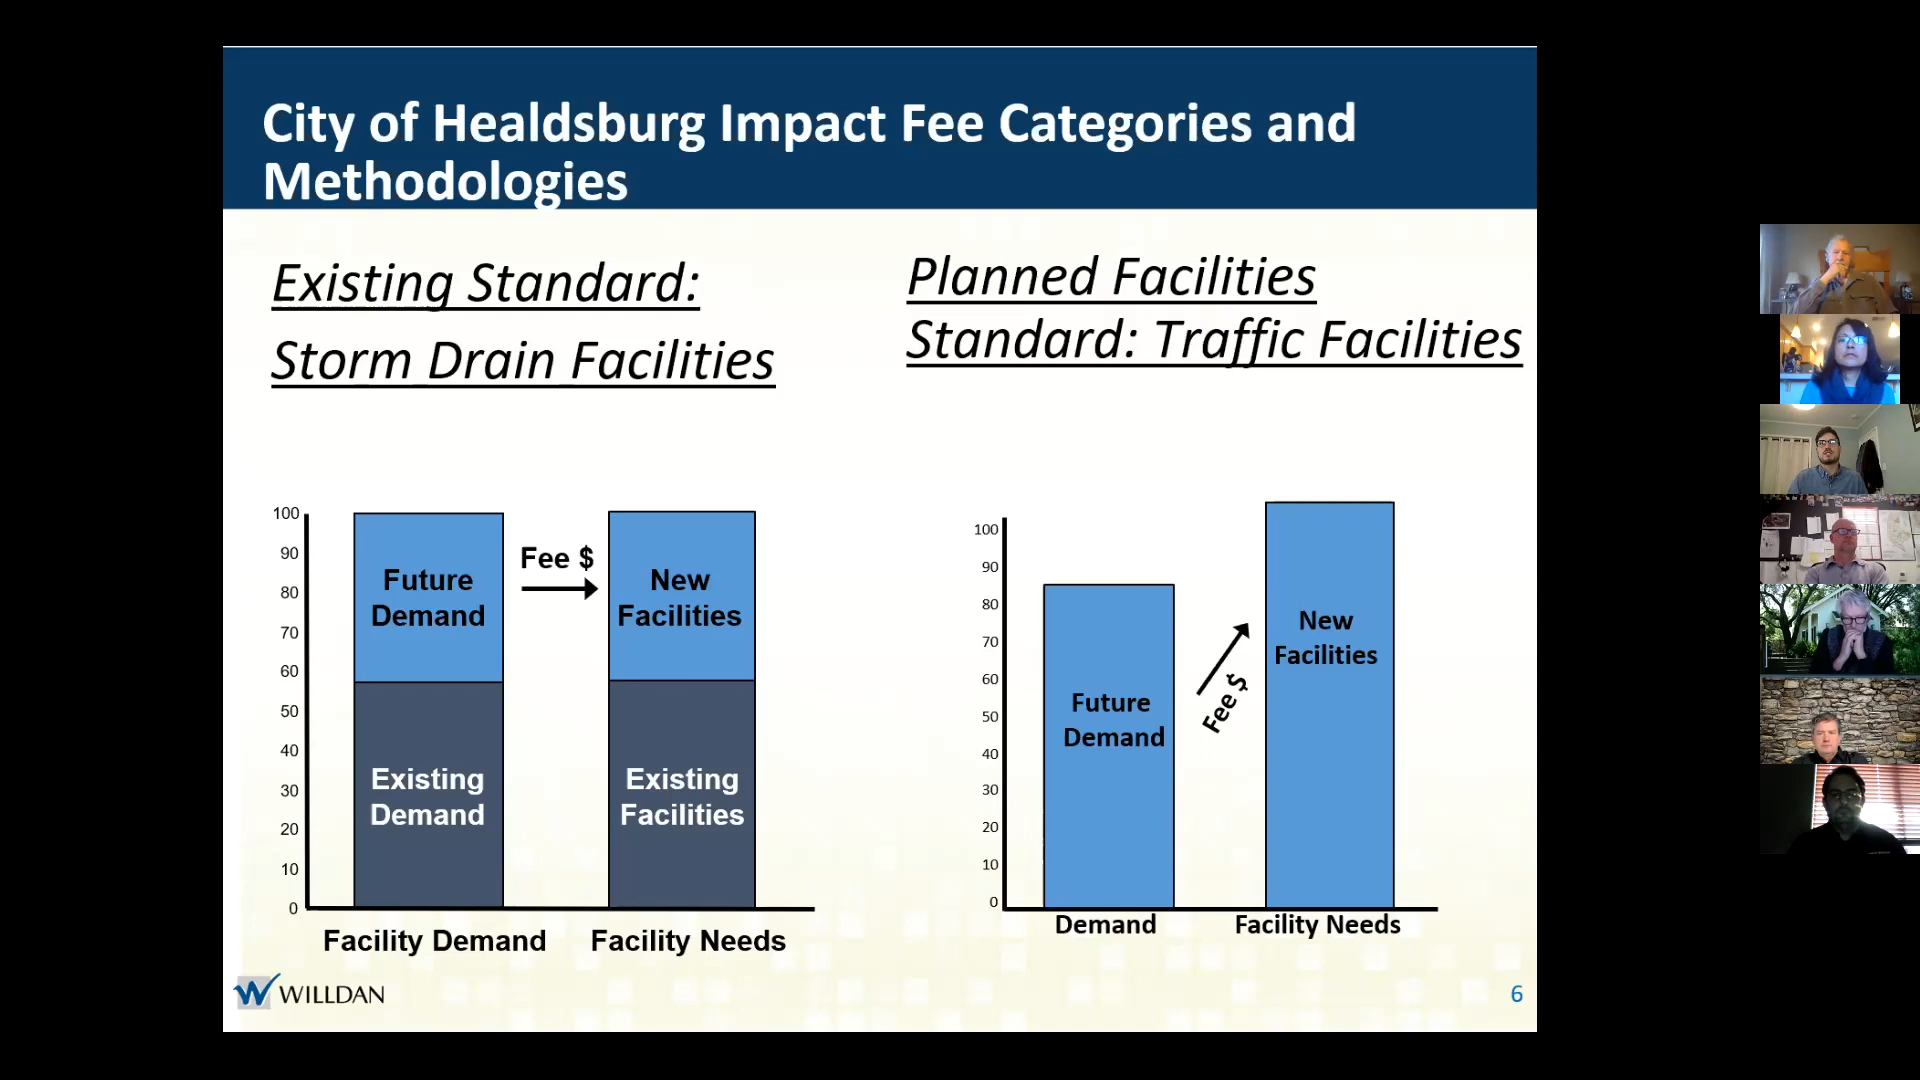 City of Healdsburg Impact Fee Categories and
Methodologies
Existing Standard:
Storm Drain Facilities
100
90
80
70
60
50
40
30
20
10
0
Future
Demand
Existing
Demand
Fee $
New
Facilities
Existing
Facilities
Facility Demand
Facility Needs
Planned Facilities
Standard: Traffic Facilities
100
90
80
70
60
50
40
30
20
10
0
Future
Demand
Fee $
New
Facilities
Demand
Facility Needs
WILLDAN
6